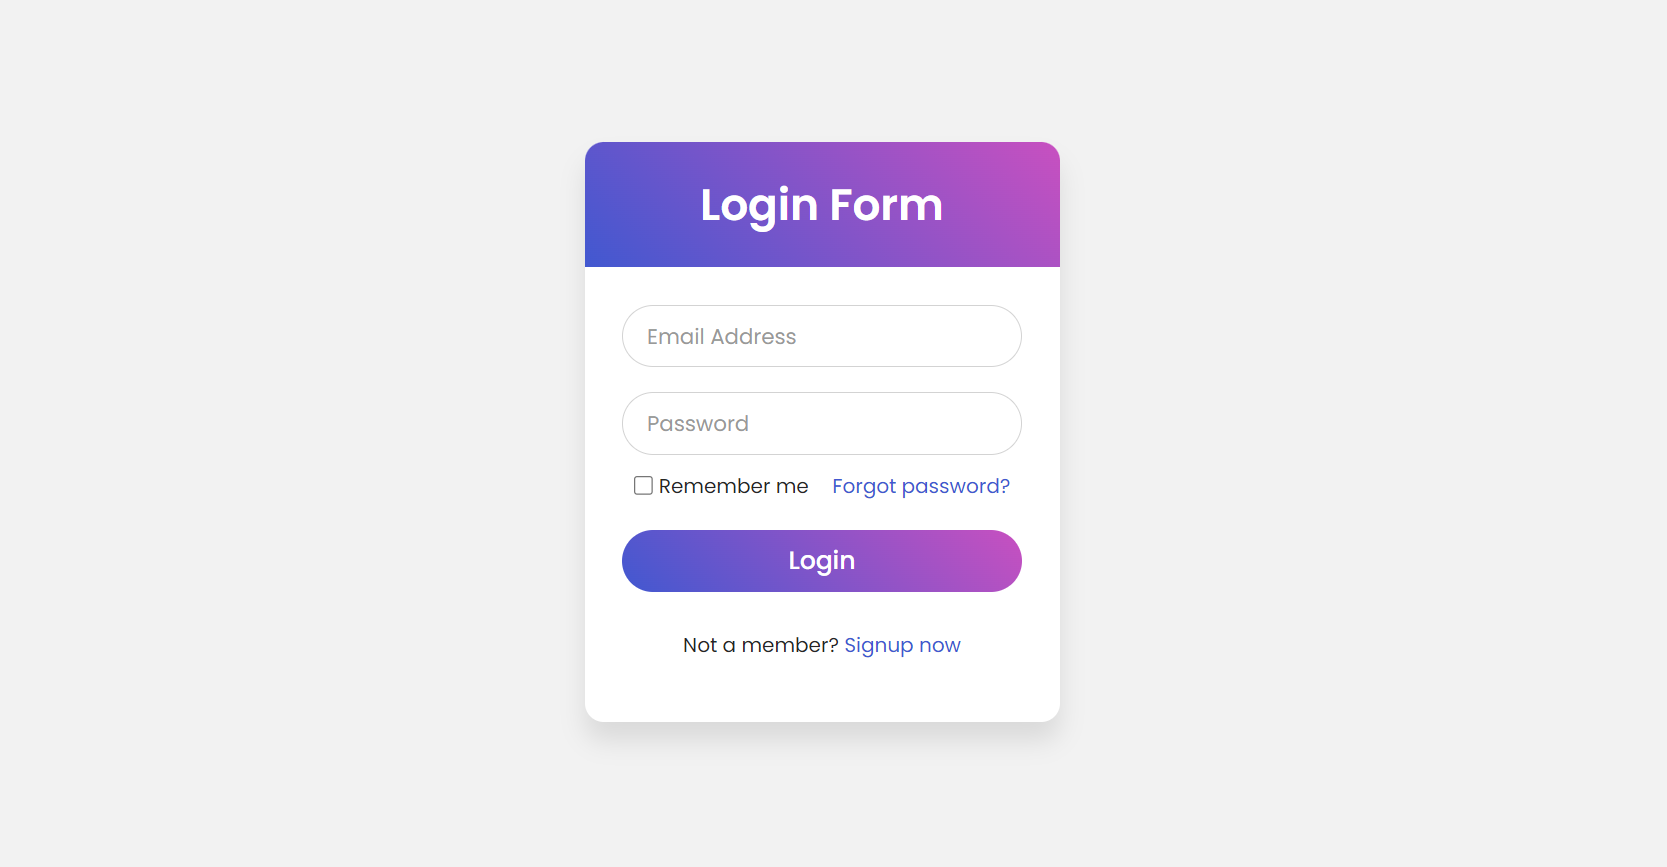 Login Form
Email Address
Password
Remember me Forgot password?
Login
Not a member? Signup now